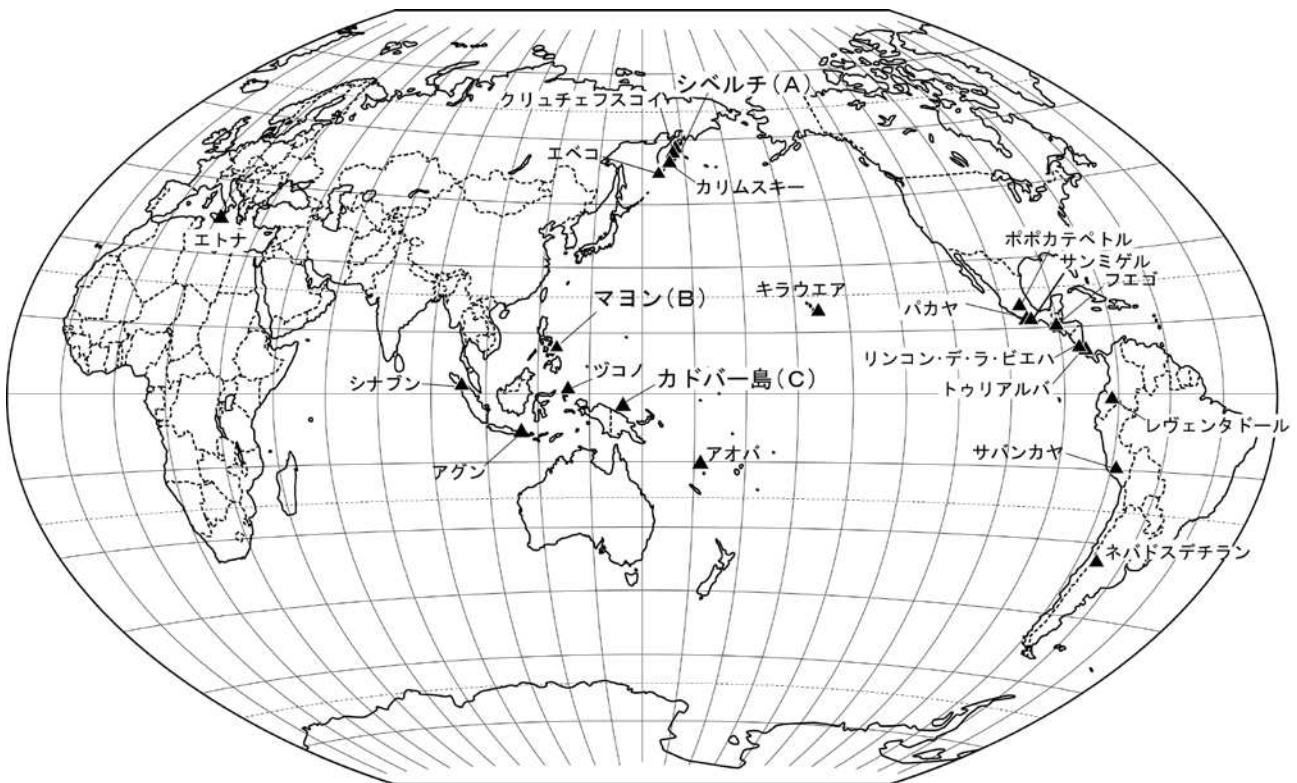 シベルチ(A)
クリュチェフスコイ
エベコ
カリムスキー
エトナ
ポポカテペトル
サンミゲル
フエゴ
マヨン(B)
キラウエア
パカヤ
リンコン・デ・ラ・ビエハ
シナブン
ヅコノ
カドバー島(C)
トゥリアルバ
レヴェンタドール
アグン
アオバ
サバンカヤ
ネバドスデチラン